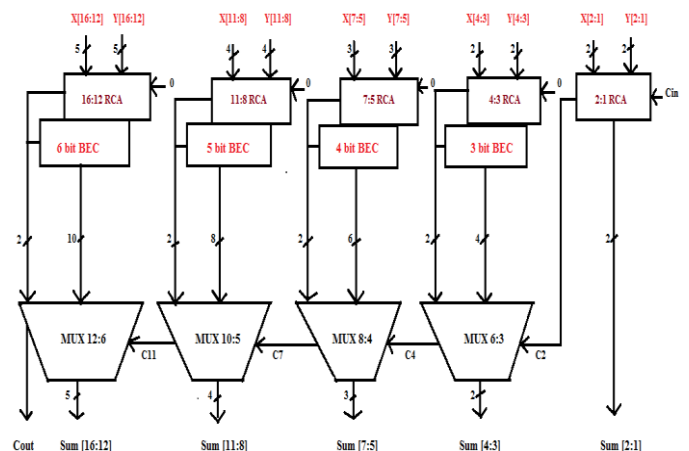 X[16:12] Y[16:12] X[11:8] Y[11:8] X[7:5] Y[7:5] X[4:3] Y[4:3] X[2:1] Y[2:1]
5 5 4 4 3 3 2 2 2 2
0 0 0 0
16:12 RCA 11:8 RCA 7:5 RCA 4:3 RCA 2:1 RCA Cin
6 bit BEC 5 bit BEC 4 bit BEC 3 bit BEC
2 10 2 8 2 6 2 4 2
MUX 12:6 MUX 10:5 MUX 8:4 MUX 6:3
C11 C7 C4 C2
5 4 3 2
Cout Sum [16:12] Sum [11:8] Sum [7:5] Sum [4:3] Sum [2:1]